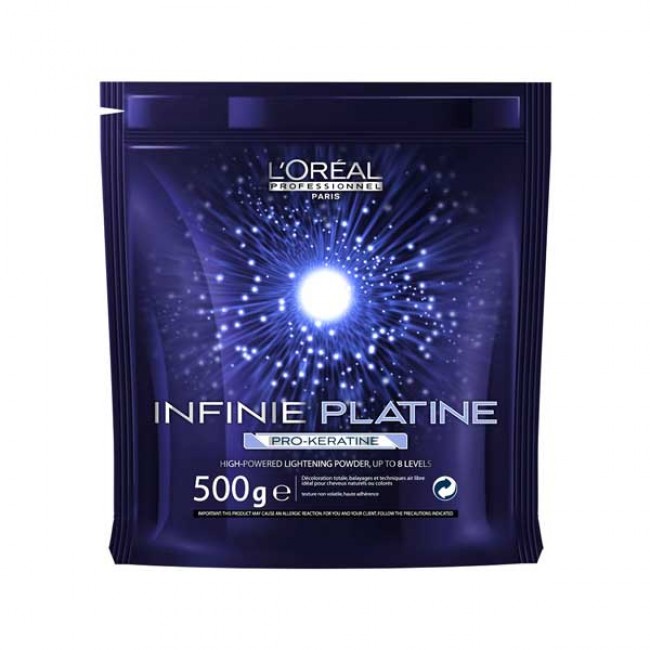 L'ORÉAL
PROFESSIONNEL
PARIS
INFINIE PLATINE
PRO-KERATINE
HIGH-POWERED LIGHTENING POWDER, UP TO 8 LEVELS
500g e
Décoloration totale, balayages et techniques air libre
idéal pour cheveux naturels ou colorés
texture non volatile, haute adhérence
IMPORTANT: THIS PRODUCT MAY CAUSE AN ALLERGIC REACTION. FOR YOU AND YOUR CLIENT, FOLLOW THE PRECAUTIONS INDICATED